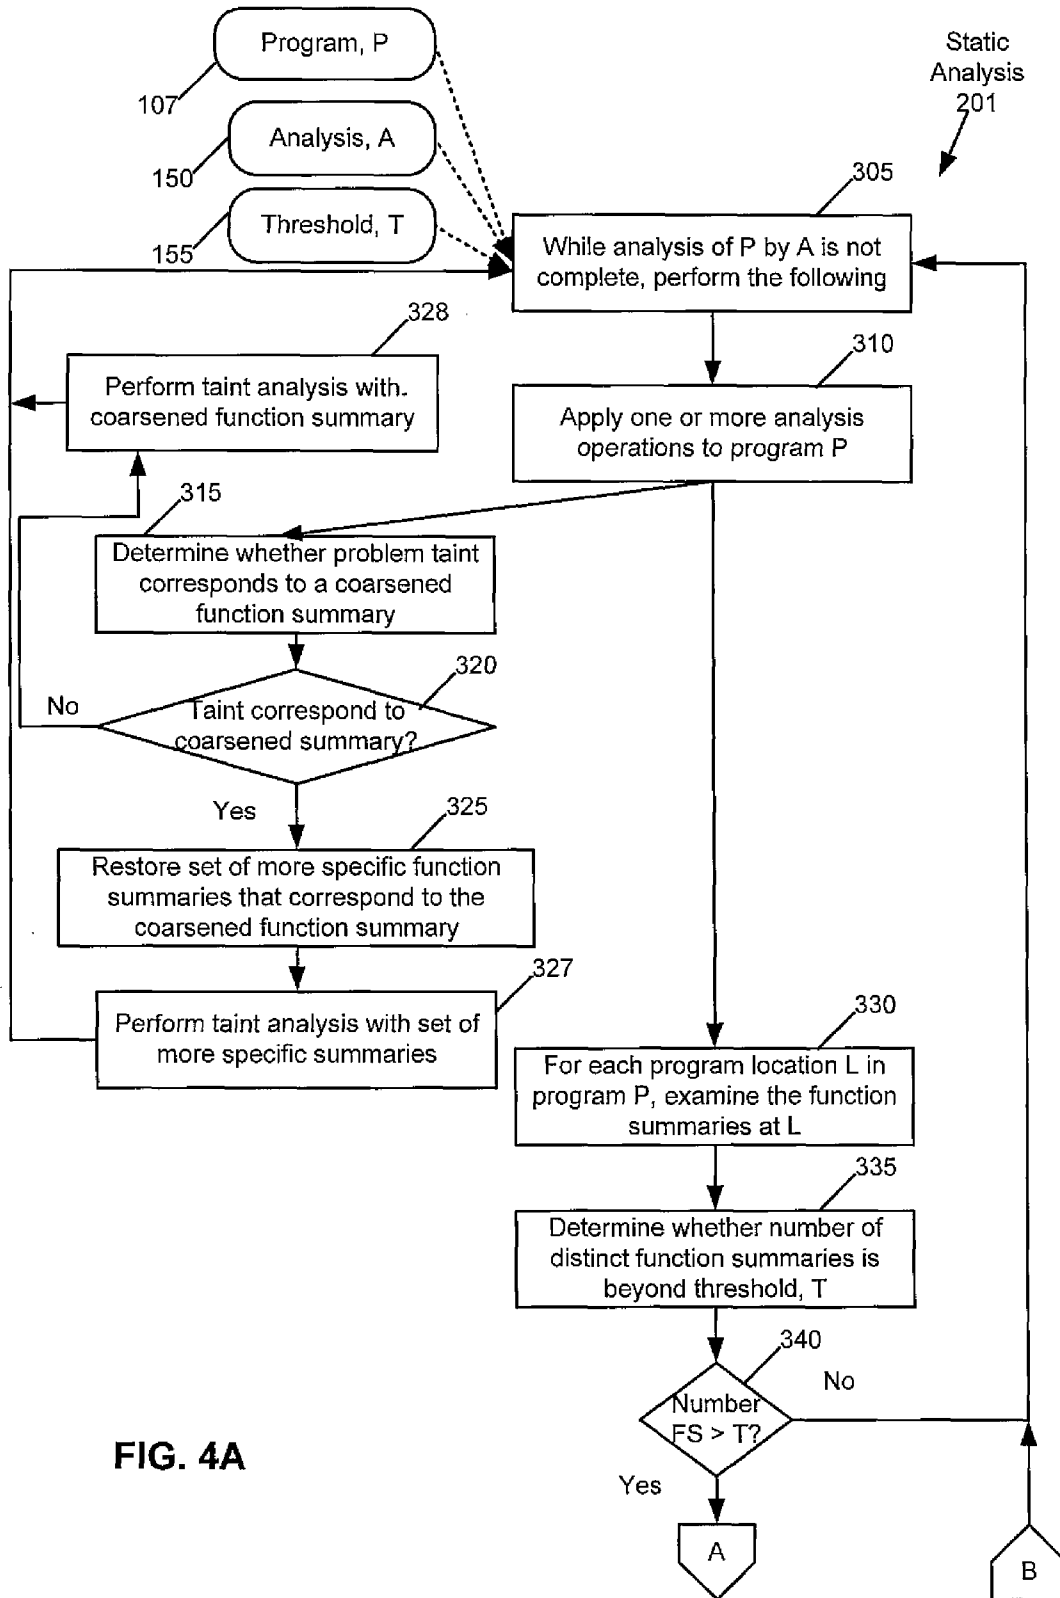 Program, P
107
Analysis, A
150
Threshold, T
155
Static
Analysis
201
305
While analysis of P by A is not
complete, perform the following
328
Perform taint analysis with.
coarsened function summary
310
Apply one or more analysis
operations to program P
315
Determine whether problem taint
corresponds to a coarsened
function summary
320
Taint correspond to
coarsened summary?
No
Yes
325
Restore set of more specific function
summaries that correspond to the
coarsened function summary
327
Perform taint analysis with set of
more specific summaries
330
For each program location L in
program P, examine the function
summaries at L
335
Determine whether number of
distinct function summaries is
beyond threshold, T
340
Number
FS > T?
No
Yes
A
B
FIG. 4A